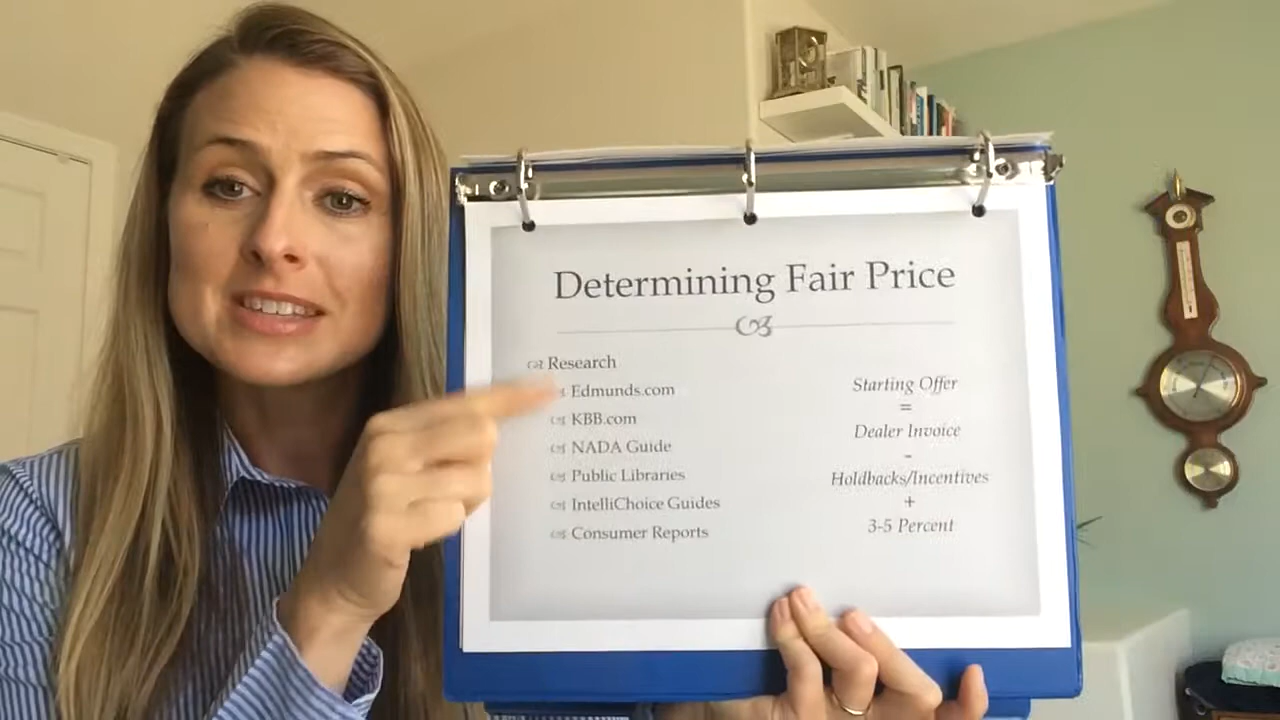 Determining Fair Price
Research
Edmunds.com
KBB.com
NADA Guide
Public Libraries
IntelliChoice Guides
Consumer Reports
Starting Offer
=
Dealer Invoice
-
Holdbacks/Incentives
+
3-5 Percent